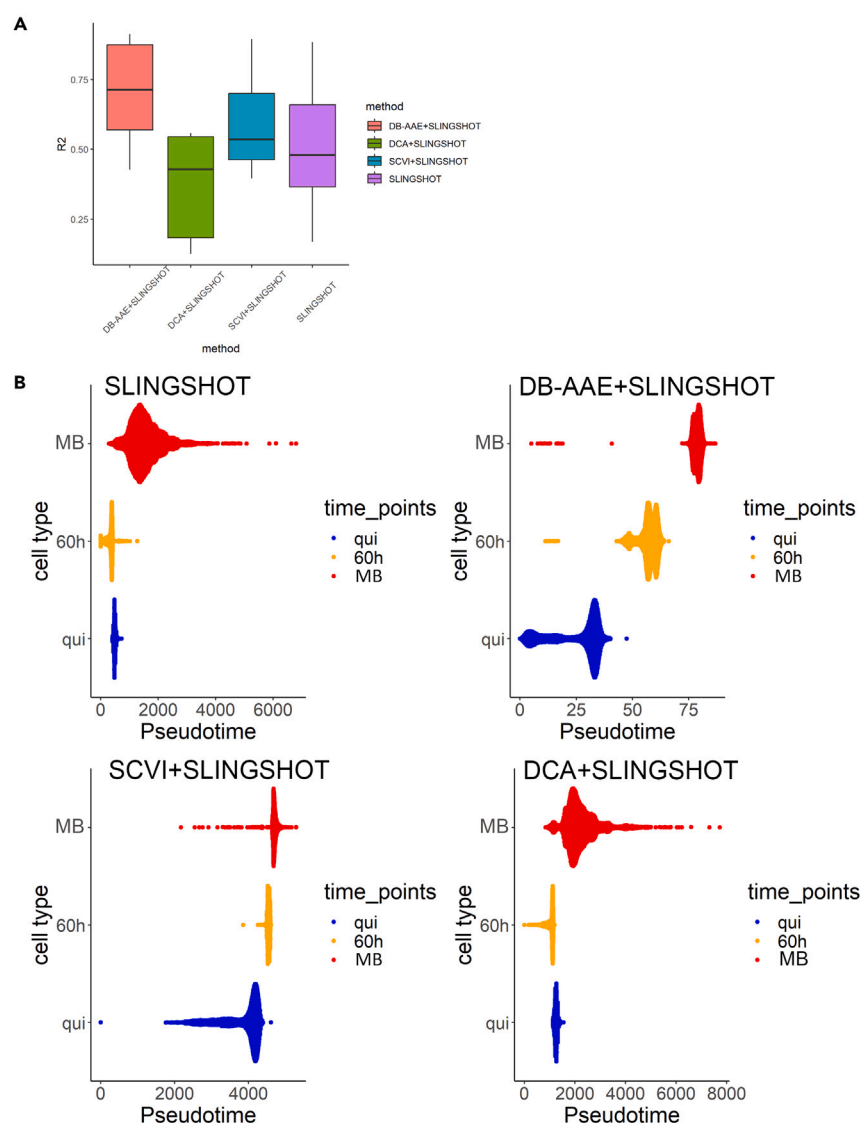 A
0.75
0.50
0.25
R2
DB-AAE+SLINGSHOT
DCA+SLINGSHOT
SCVI+SLINGSHOT
SLINGSHOT
method
method
DB-AAE+SLINGSHOT
DCA+SLINGSHOT
SCVI+SLINGSHOT
SLINGSHOT
B
SLINGSHOT
MB
60h
qui
cell type
0 2000 4000 6000
Pseudotime
time_points
qui
60h
MB
DB-AAE+SLINGSHOT
MB
60h
qui
cell type
0 25 50 75
Pseudotime
time_points
qui
60h
MB
SCVI+SLINGSHOT
MB
60h
qui
cell type
0 2000 4000
Pseudotime
time_points
qui
60h
MB
DCA+SLINGSHOT
MB
60h
qui
cell type
0 2000 4000 6000 8000
Pseudotime
time_points
qui
60h
MB